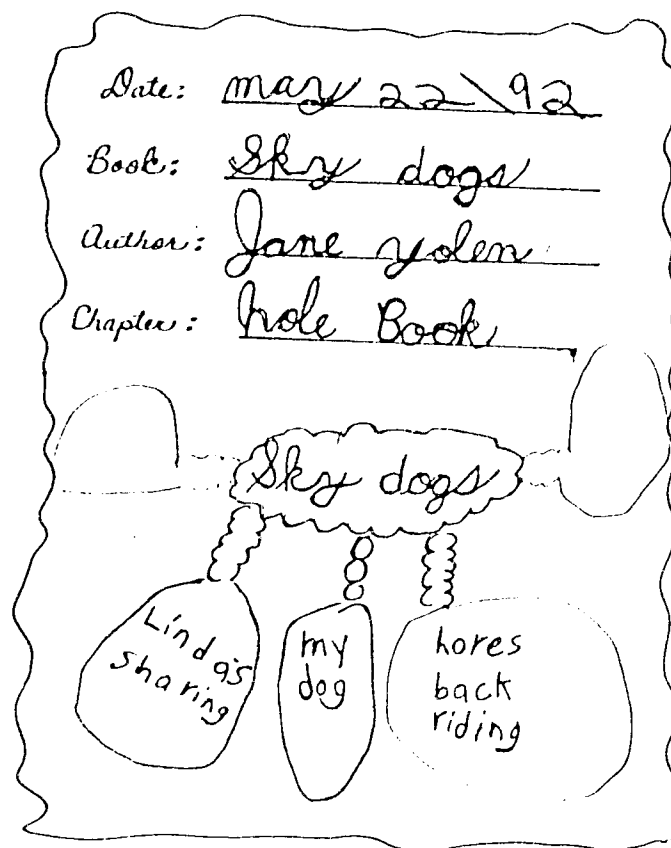 Date: may 22\92
Book: Sky dogs
Author: Jane yolen
Chapter: hole Book
Sky dogs
Linda's
sharing
my
dog
hores
back
riding